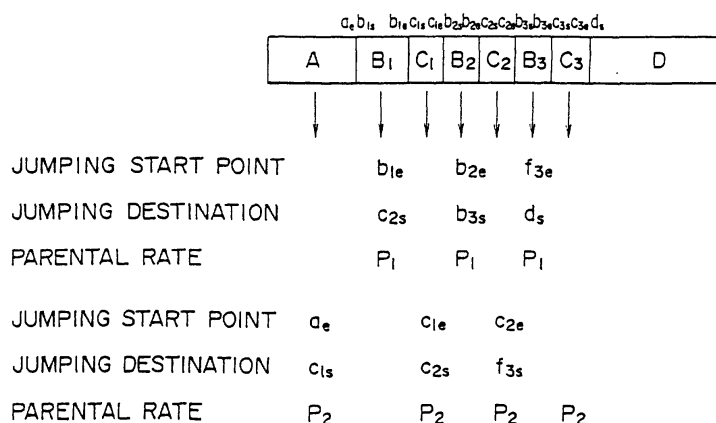 aₑ b₁ₛ b₁ₑ c₁ₛ c₁ₑ b₂ₛ b₂ₑ c₂ₛ c₂ₑ b₃ₛ b₃ₑ c₃ₛ c₃ₑ dₛ
A B₁ C₁ B₂ C₂ B₃ C₃ D
JUMPING START POINT b₁ₑ b₂ₑ f₃ₑ
JUMPING DESTINATION c₂ₛ b₃ₛ dₛ
PARENTAL RATE P₁ P₁ P₁
JUMPING START POINT aₑ c₁ₑ c₂ₑ
JUMPING DESTINATION c₁ₛ c₂ₛ f₃ₛ
PARENTAL RATE P₂ P₂ P₂ P₂